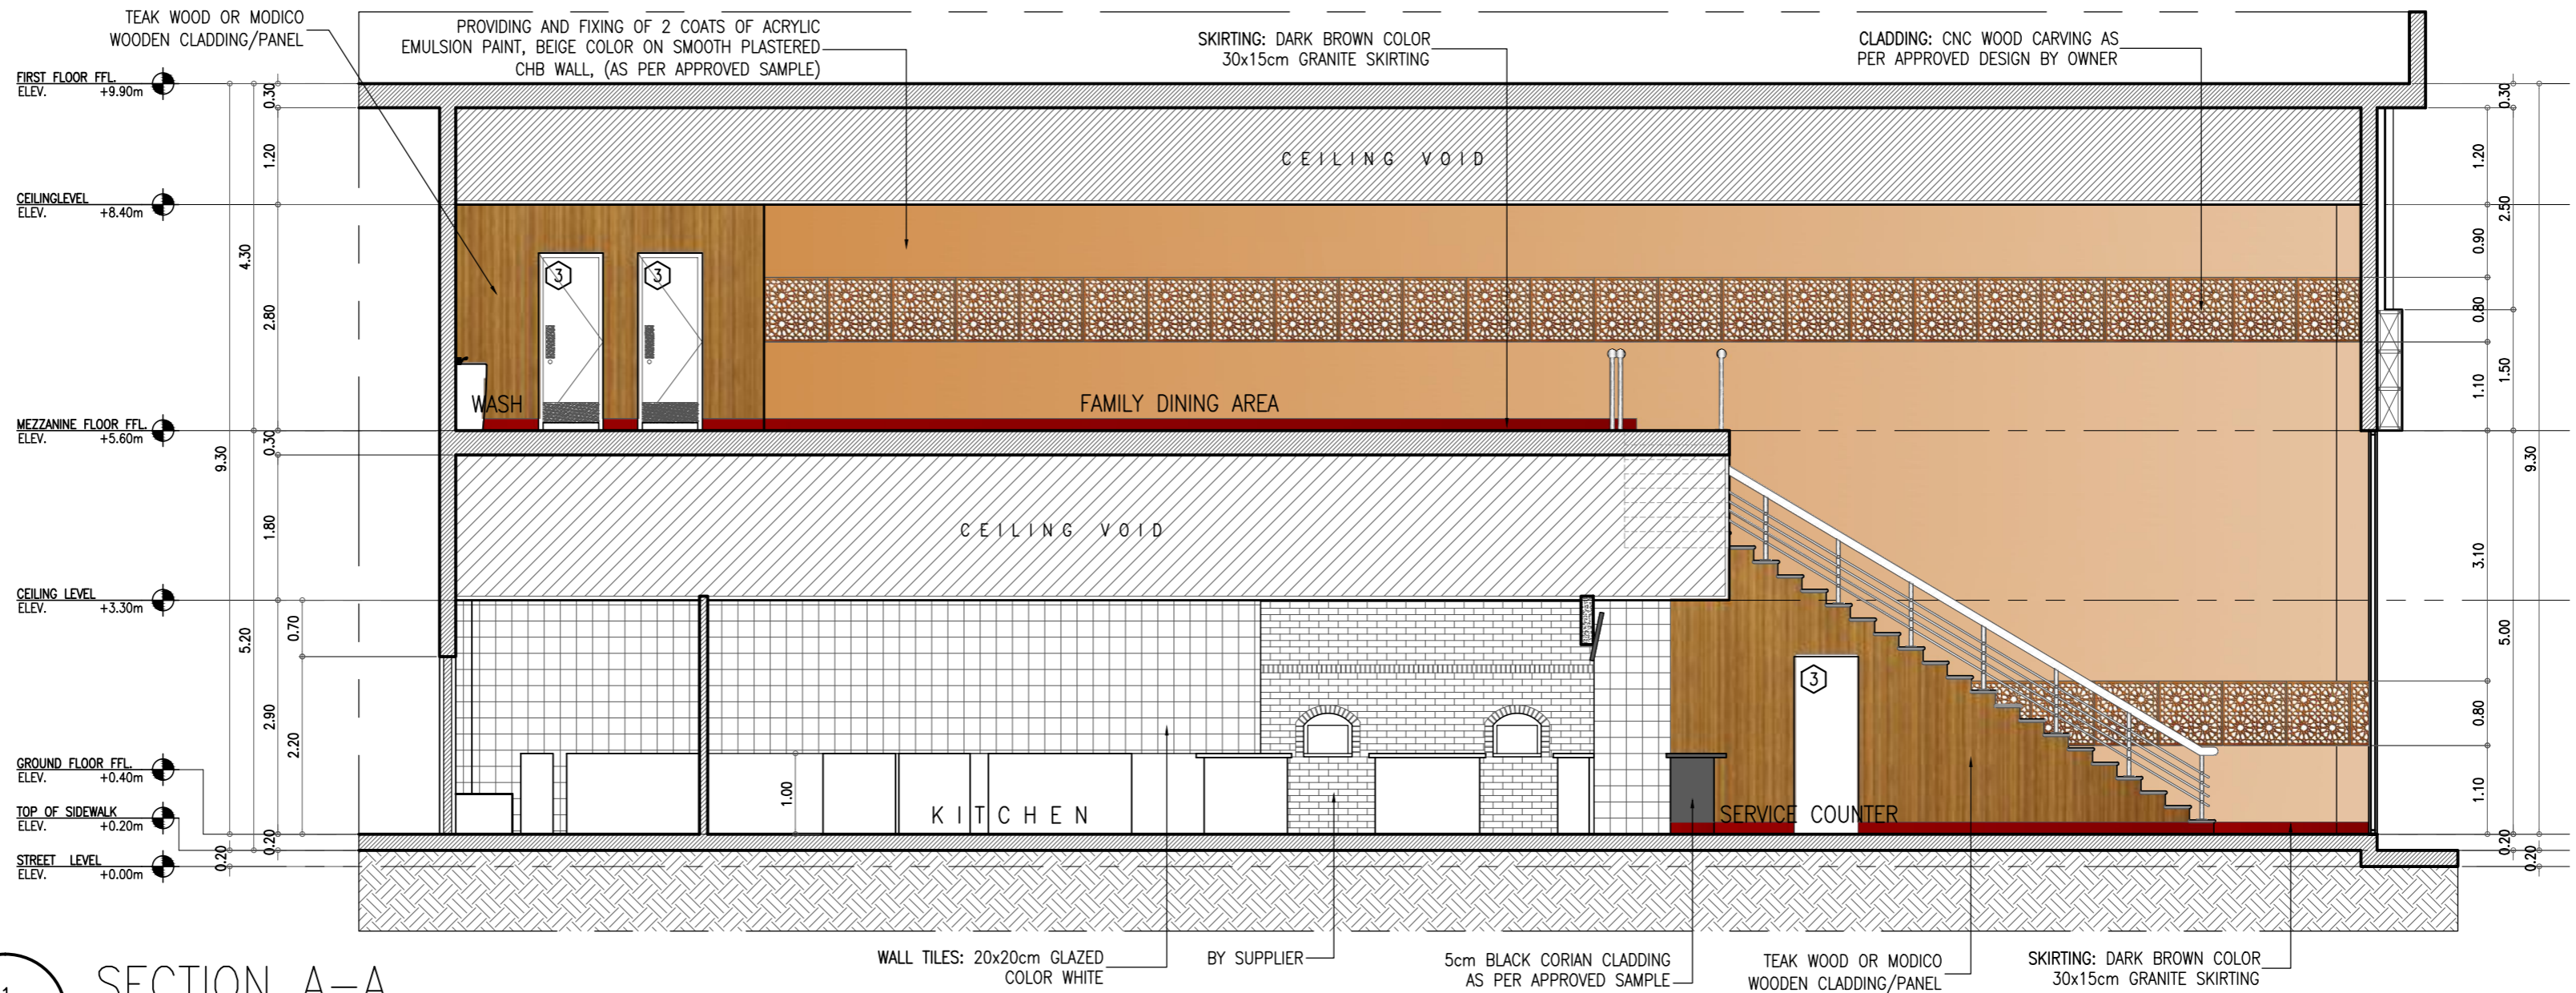 TEAK WOOD OR MODICO
WOODEN CLADDING/PANEL
PROVIDING AND FIXING OF 2 COATS OF ACRYLIC
EMULSION PAINT, BEIGE COLOR ON SMOOTH PLASTERED
CHB WALL, (AS PER APPROVED SAMPLE)
SKIRTING: DARK BROWN COLOR
30x15cm GRANITE SKIRTING
CLADDING: CNC WOOD CARVING AS
PER APPROVED DESIGN BY OWNER
FIRST FLOOR FFL.
ELEV. +9.90m
CEILINGLEVEL
ELEV. +8.40m
MEZZANINE FLOOR FFL.
ELEV. +5.60m
CEILING LEVEL
ELEV. +3.30m
GROUND FLOOR FFL.
ELEV. +0.40m
TOP OF SIDEWALK
ELEV. +0.20m
STREET LEVEL
ELEV. +0.00m
9.30
0.20
4.30
5.20
0.30
1.20
2.80
0.30
1.80
2.90
0.20
0.70
2.20
CEILING VOID
3
3
WASH
FAMILY DINING AREA
CEILING VOID
1.00
KITCHEN
3
SERVICE COUNTER
1.20
0.90
0.80
1.10
3.10
0.80
1.10
0.30
2.50
1.50
5.00
0.20
9.30
0.20
WALL TILES: 20x20cm GLAZED
COLOR WHITE
BY SUPPLIER
5cm BLACK CORIAN CLADDING
AS PER APPROVED SAMPLE
TEAK WOOD OR MODICO
WOODEN CLADDING/PANEL
SKIRTING: DARK BROWN COLOR
30x15cm GRANITE SKIRTING
1
SECTION A-A